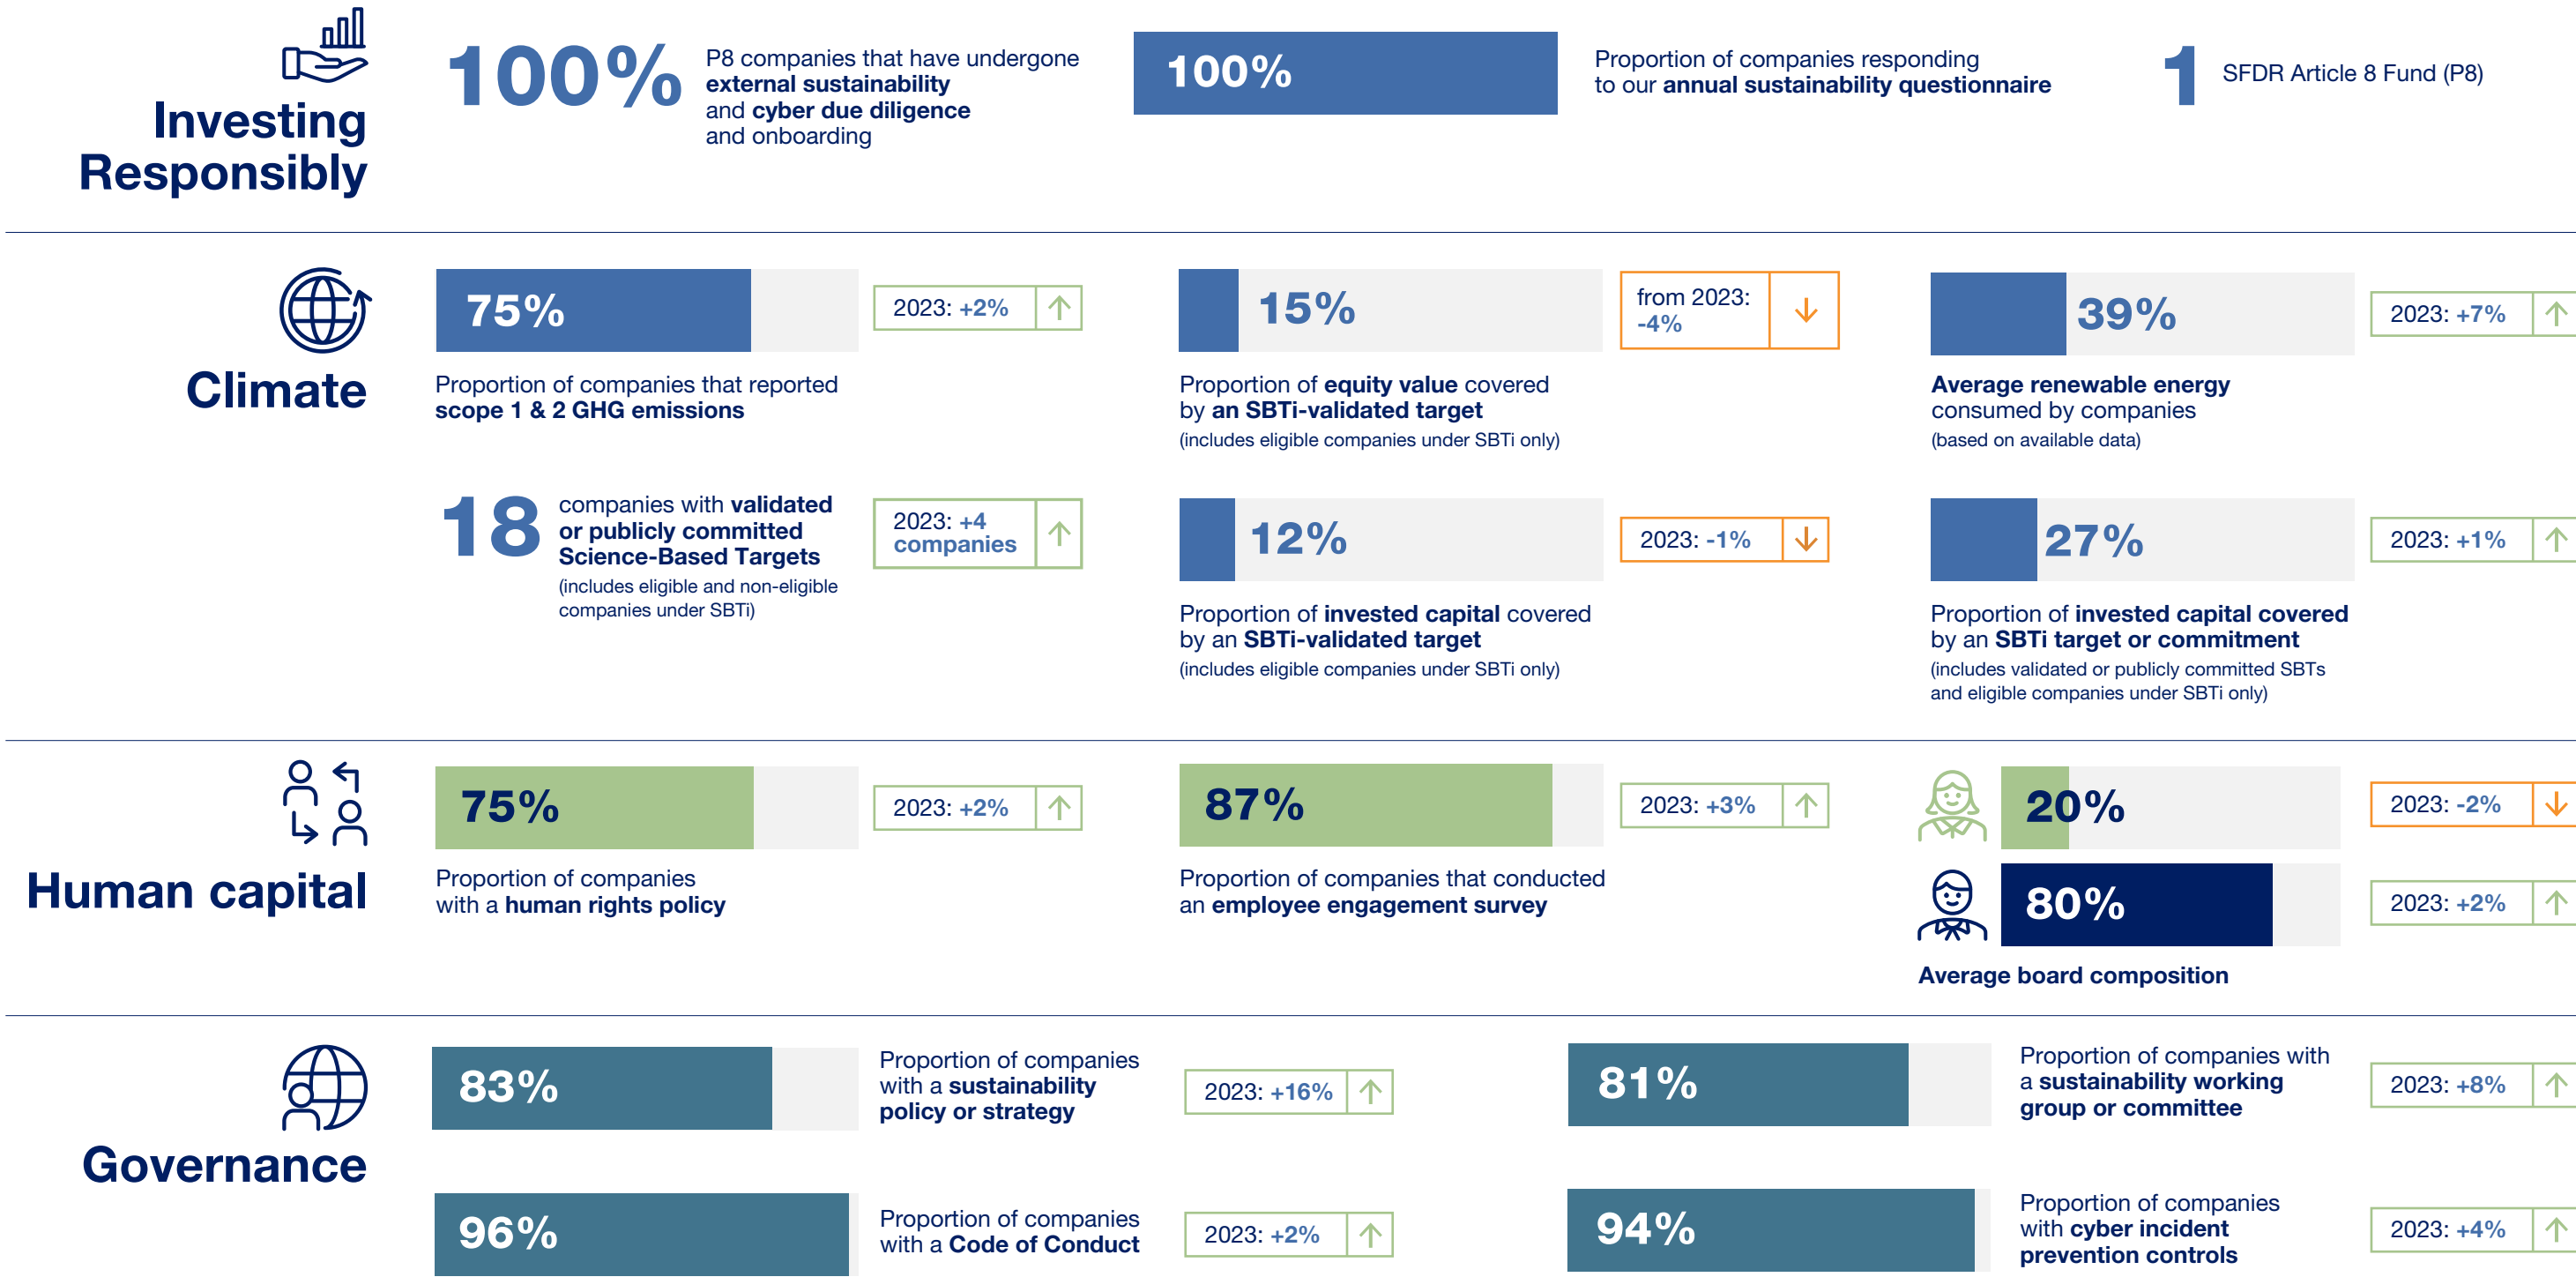 Investing
Responsibly
100%
P8 companies that have undergone
external sustainability
and cyber due diligence
and onboarding
100%
Proportion of companies responding
to our annual sustainability questionnaire
1
SFDR Article 8 Fund (P8)
Climate
75%
2023: +2%
Proportion of companies that reported
scope 1 & 2 GHG emissions
15%
from 2023:
-4%
Proportion of equity value covered
by an SBTi-validated target
(includes eligible companies under SBTi only)
39%
2023: +7%
Average renewable energy
consumed by companies
(based on available data)
18
companies with validated
or publicly committed
Science-Based Targets
(includes eligible and non-eligible
companies under SBTi)
2023: +4
companies
12%
2023: -1%
Proportion of invested capital covered
by an SBTi-validated target
(includes eligible companies under SBTi only)
27%
2023: +1%
Proportion of invested capital covered
by an SBTi target or commitment
(includes validated or publicly committed SBTs
and eligible companies under SBTi only)
Human capital
75%
2023: +2%
Proportion of companies
with a human rights policy
87%
2023: +3%
Proportion of companies that conducted
an employee engagement survey
20%
2023: -2%
80%
2023: +2%
Average board composition
Governance
83%
Proportion of companies
with a sustainability
policy or strategy
2023: +16%
81%
Proportion of companies with
a sustainability working
group or committee
2023: +8%
96%
Proportion of companies
with a Code of Conduct
2023: +2%
94%
Proportion of companies
with cyber incident
prevention controls
2023: +4%